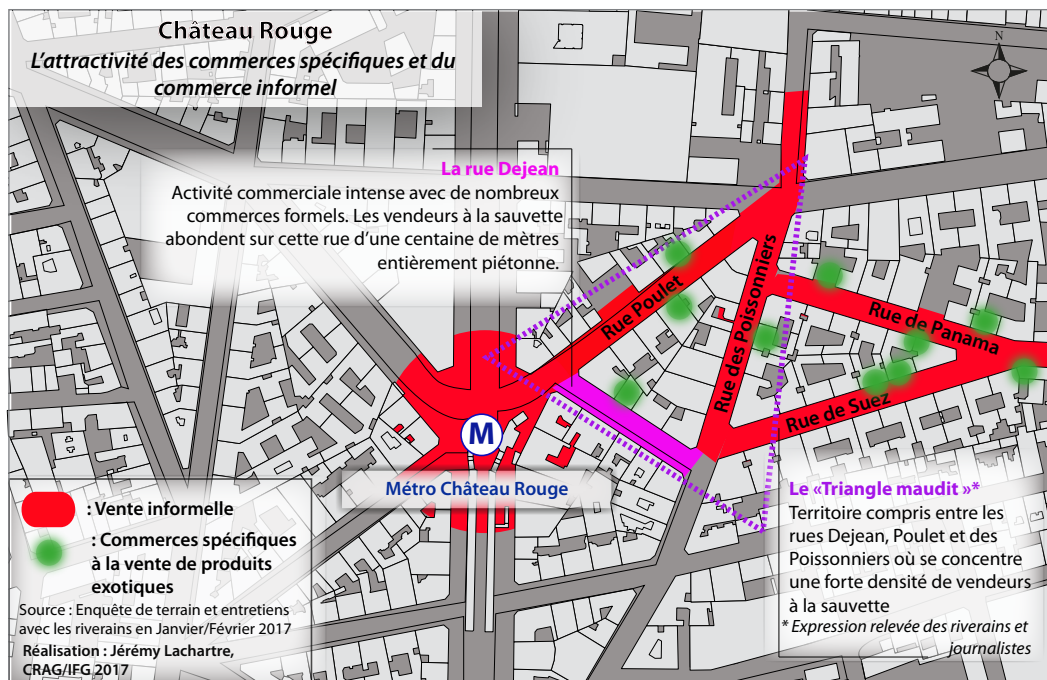 Château Rouge
L'attractivité des commerces spécifiques et du
commerce informel
N
La rue Dejean
Activité commerciale intense avec de nombreux
commerces formels. Les vendeurs à la sauvette
abondent sur cette rue d'une centaine de mètres
entièrement piétonne.
Rue Poulet
Rue des Poissonniers
Rue de Panama
Rue de Suez
M
Métro Château Rouge
: Vente informelle
: Commerces spécifiques
à la vente de produits
exotiques
Source : Enquête de terrain et entretiens
avec les riverains en Janvier/Février 2017
Réalisation : Jérémy Lachartre,
CRAG/IFG 2017
Le «Triangle maudit »*
Territoire compris entre les
rues Dejean, Poulet et des
Poissonniers où se concentre
une forte densité de vendeurs
à la sauvette
* Expression relevée des riverains et
journalistes